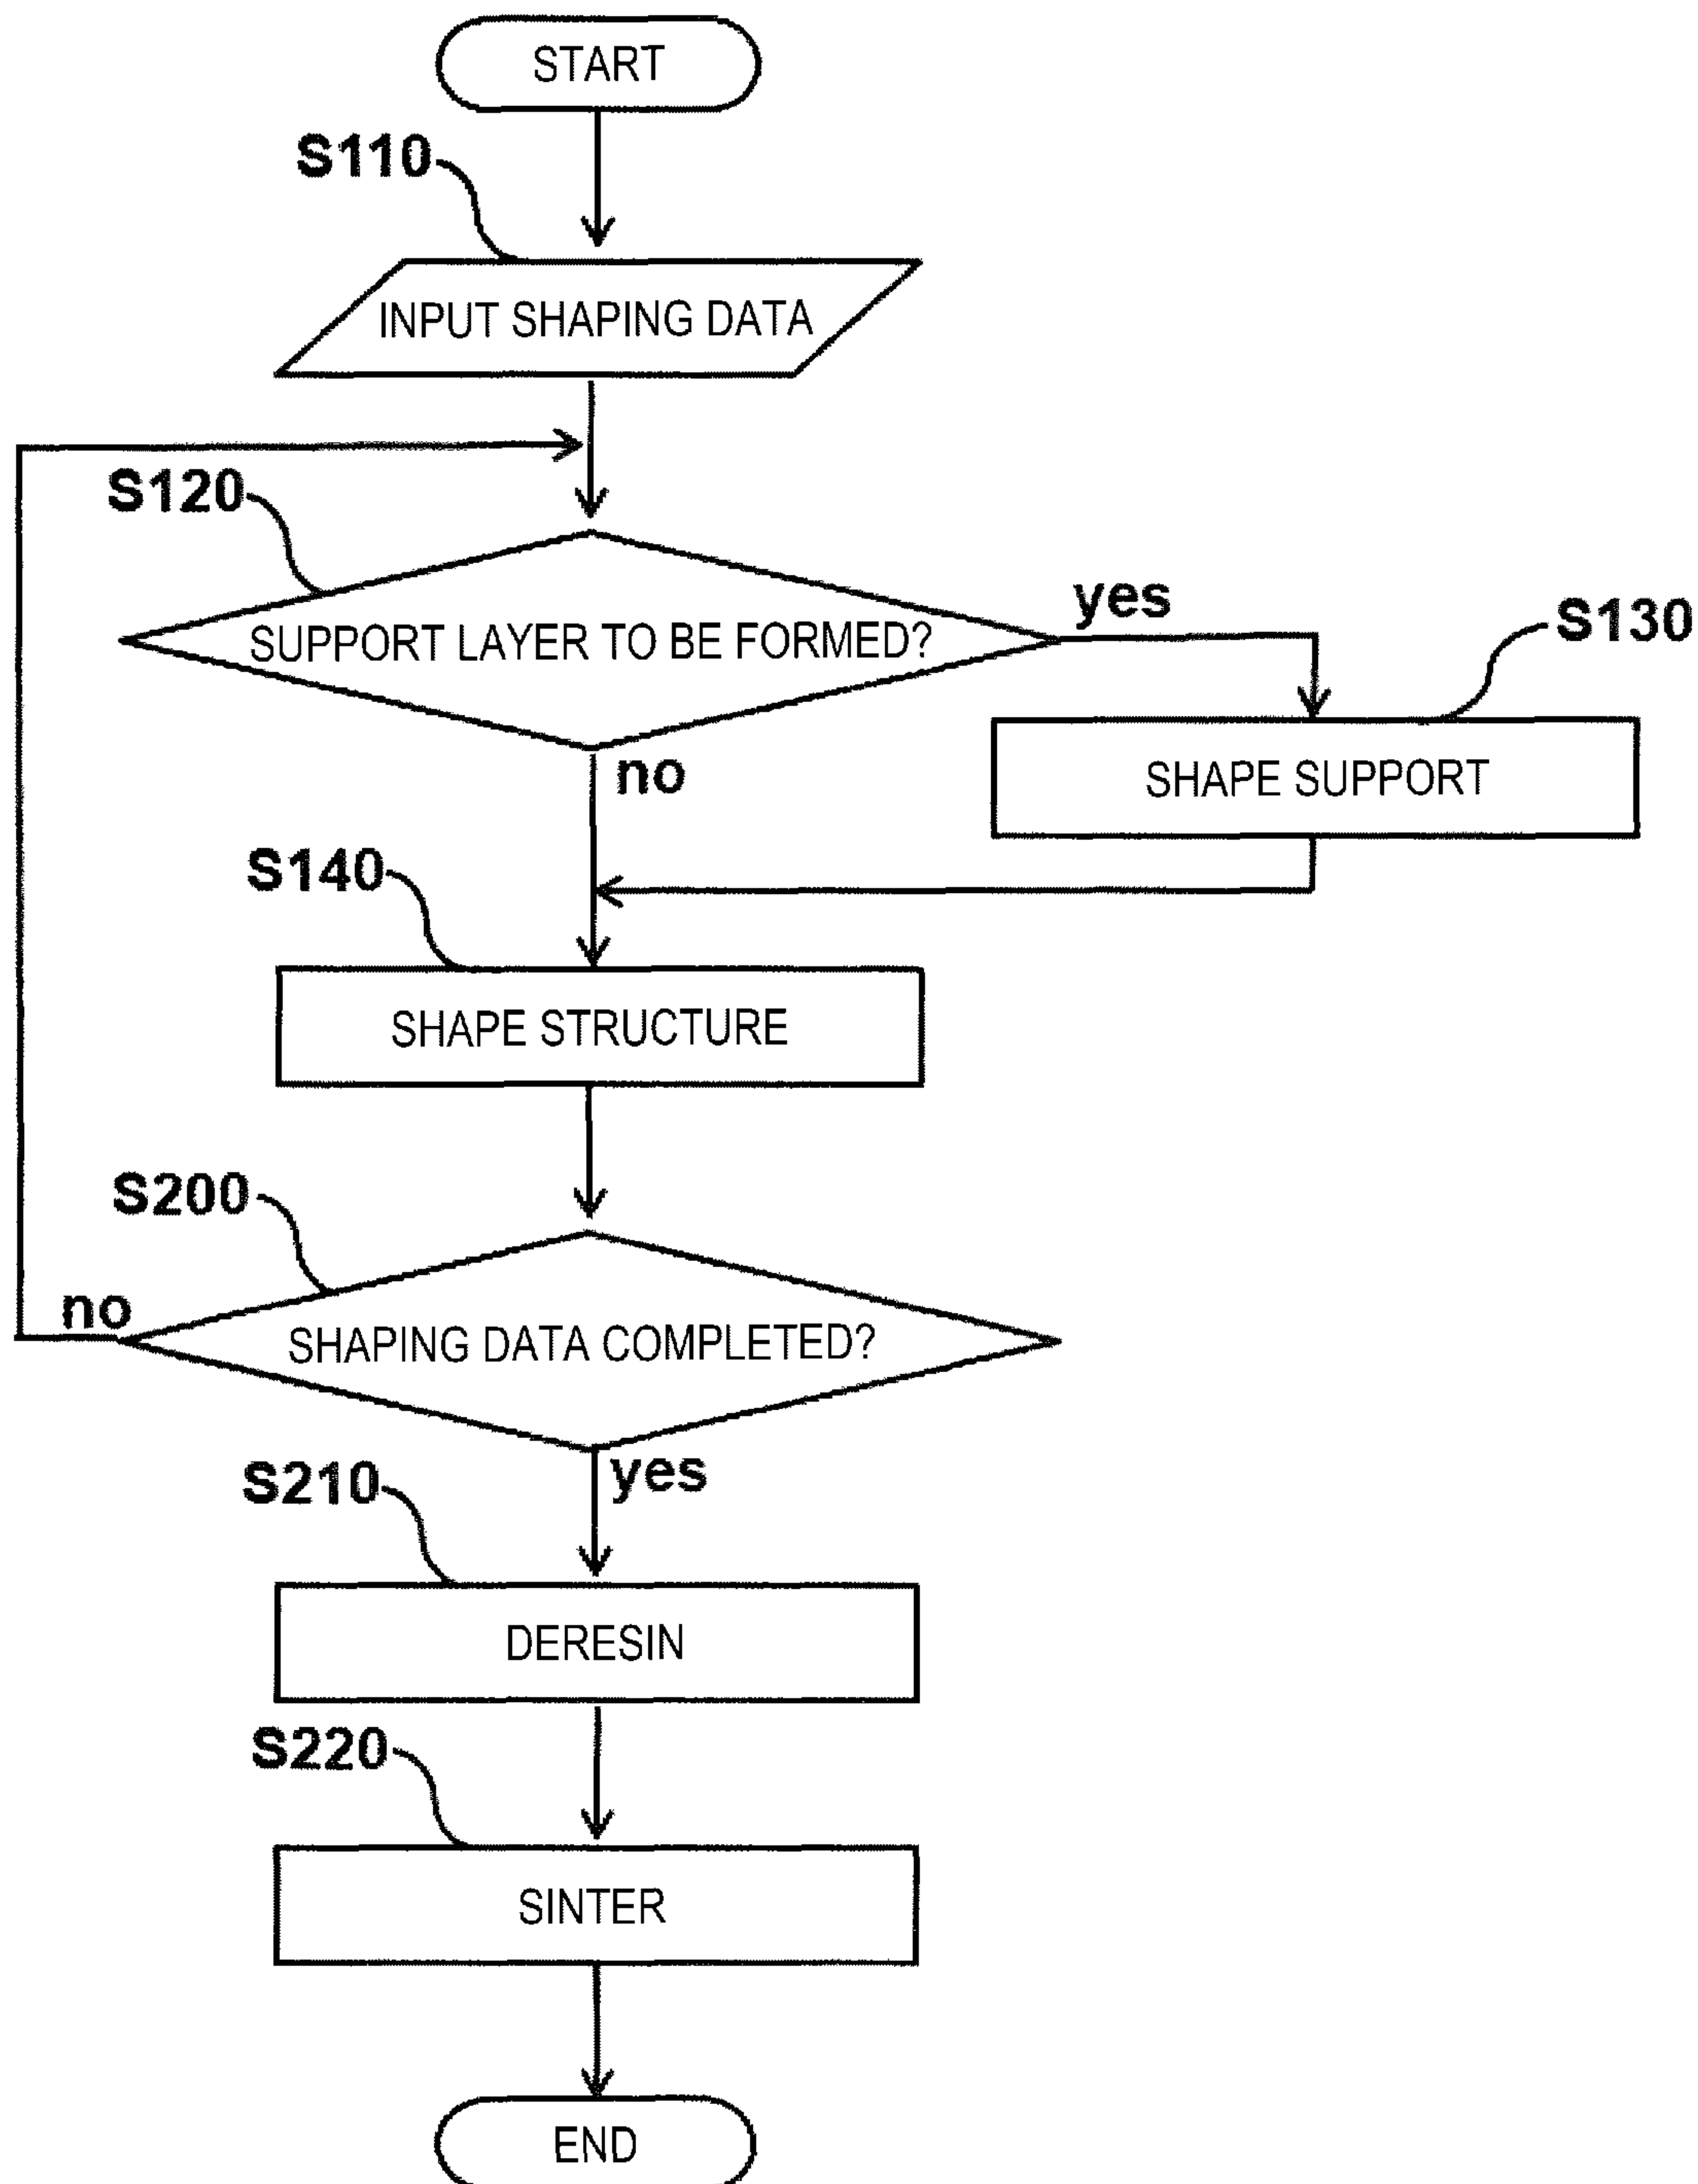 START
S110
INPUT SHAPING DATA
S120
yes
S130
SUPPORT LAYER TO BE FORMED?
no
SHAPE SUPPORT
S140
SHAPE STRUCTURE
S200
no
SHAPING DATA COMPLETED?
yes
S210
DERESIN
S220
SINTER
END